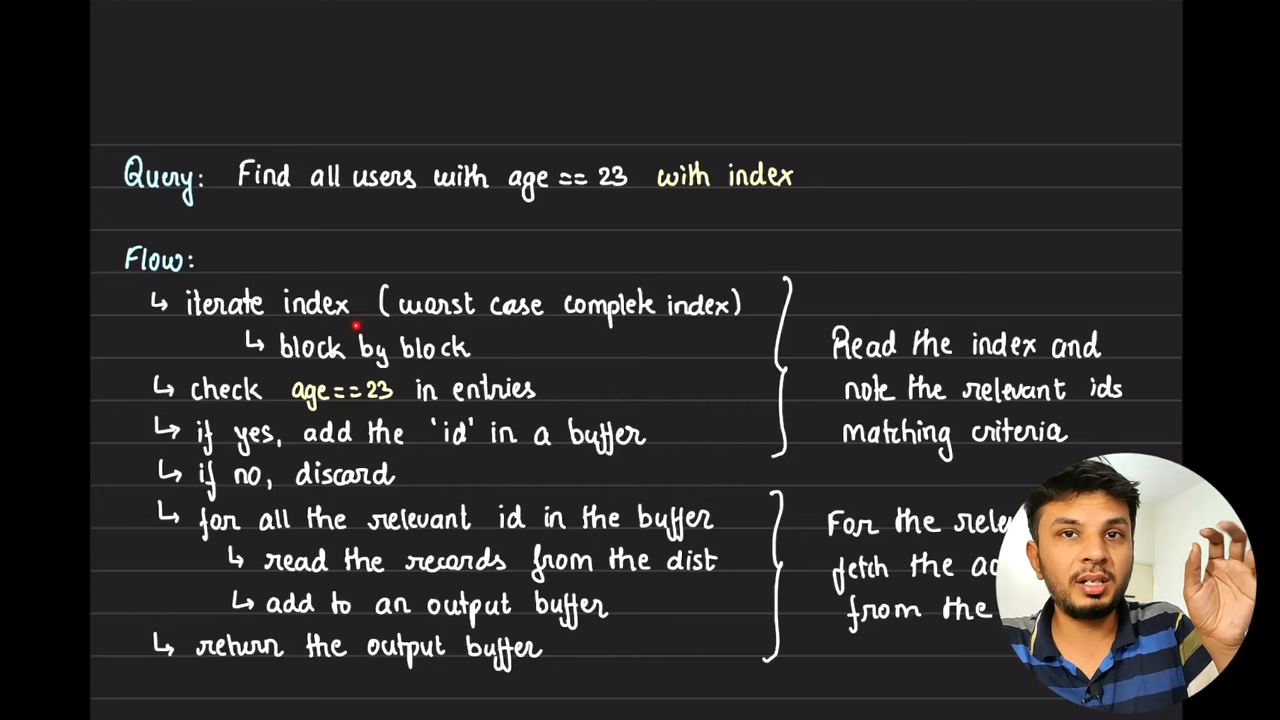 Query: Find all users with age == 23 with index
Flow:
↳ iterate index (worst case complete index)
↳ block by block
↳ check age==23 in entries
↳ if yes, add the 'id' in a buffer
↳ if no, discard
Read the index and
note the relevant ids
matching criteria
↳ for all the relevant id in the buffer
↳ read the records from the dist
↳ add to an output buffer
↳ return the output buffer
For the
fetch the
from the